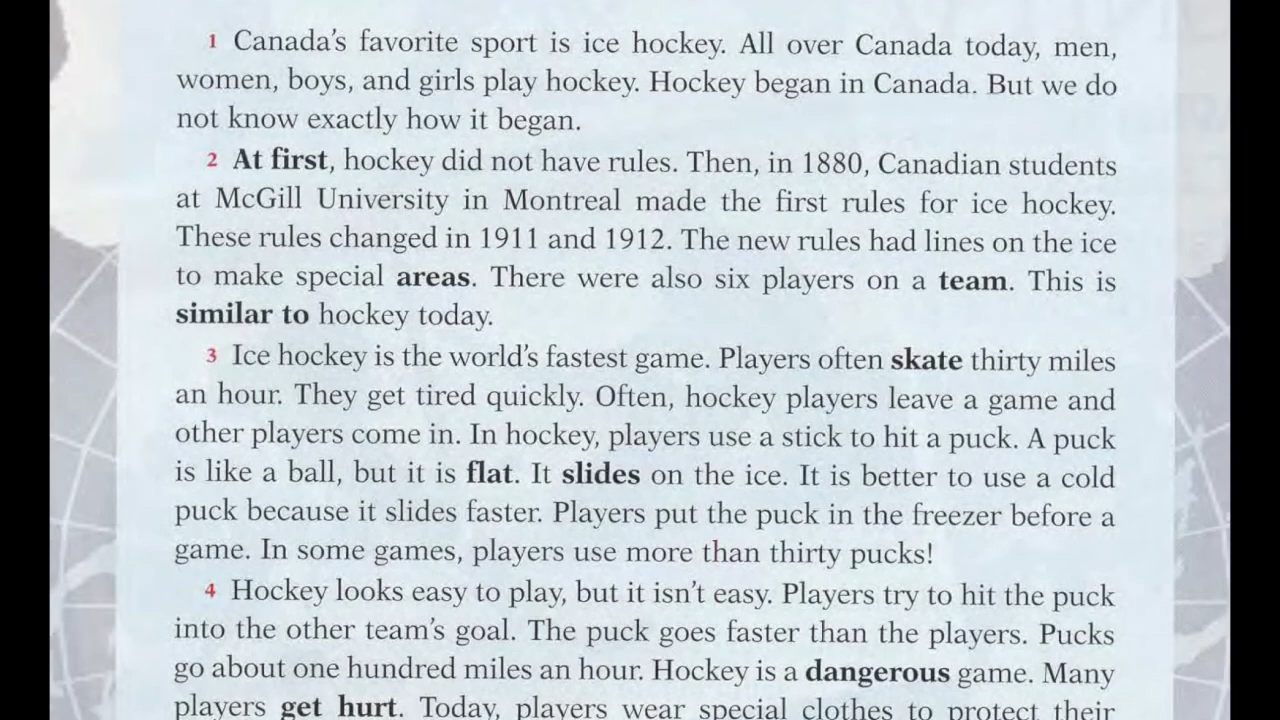 1 Canada's favorite sport is ice hockey. All over Canada today, men,
women, boys, and girls play hockey. Hockey began in Canada. But we do
not know exactly how it began.
2 At first, hockey did not have rules. Then, in 1880, Canadian students
at McGill University in Montreal made the first rules for ice hockey.
These rules changed in 1911 and 1912. The new rules had lines on the ice
to make special areas. There were also six players on a team. This is
similar to hockey today.
3 Ice hockey is the world's fastest game. Players often skate thirty miles
an hour. They get tired quickly. Often, hockey players leave a game and
other players come in. In hockey, players use a stick to hit a puck. A puck
is like a ball, but it is flat. It slides on the ice. It is better to use a cold
puck because it slides faster. Players put the puck in the freezer before a
game. In some games, players use more than thirty pucks!
4 Hockey looks easy to play, but it isn't easy. Players try to hit the puck
into the other team's goal. The puck goes faster than the players. Pucks
go about one hundred miles an hour. Hockey is a dangerous game. Many
players get hurt. Today, players wear special clothes to protect their